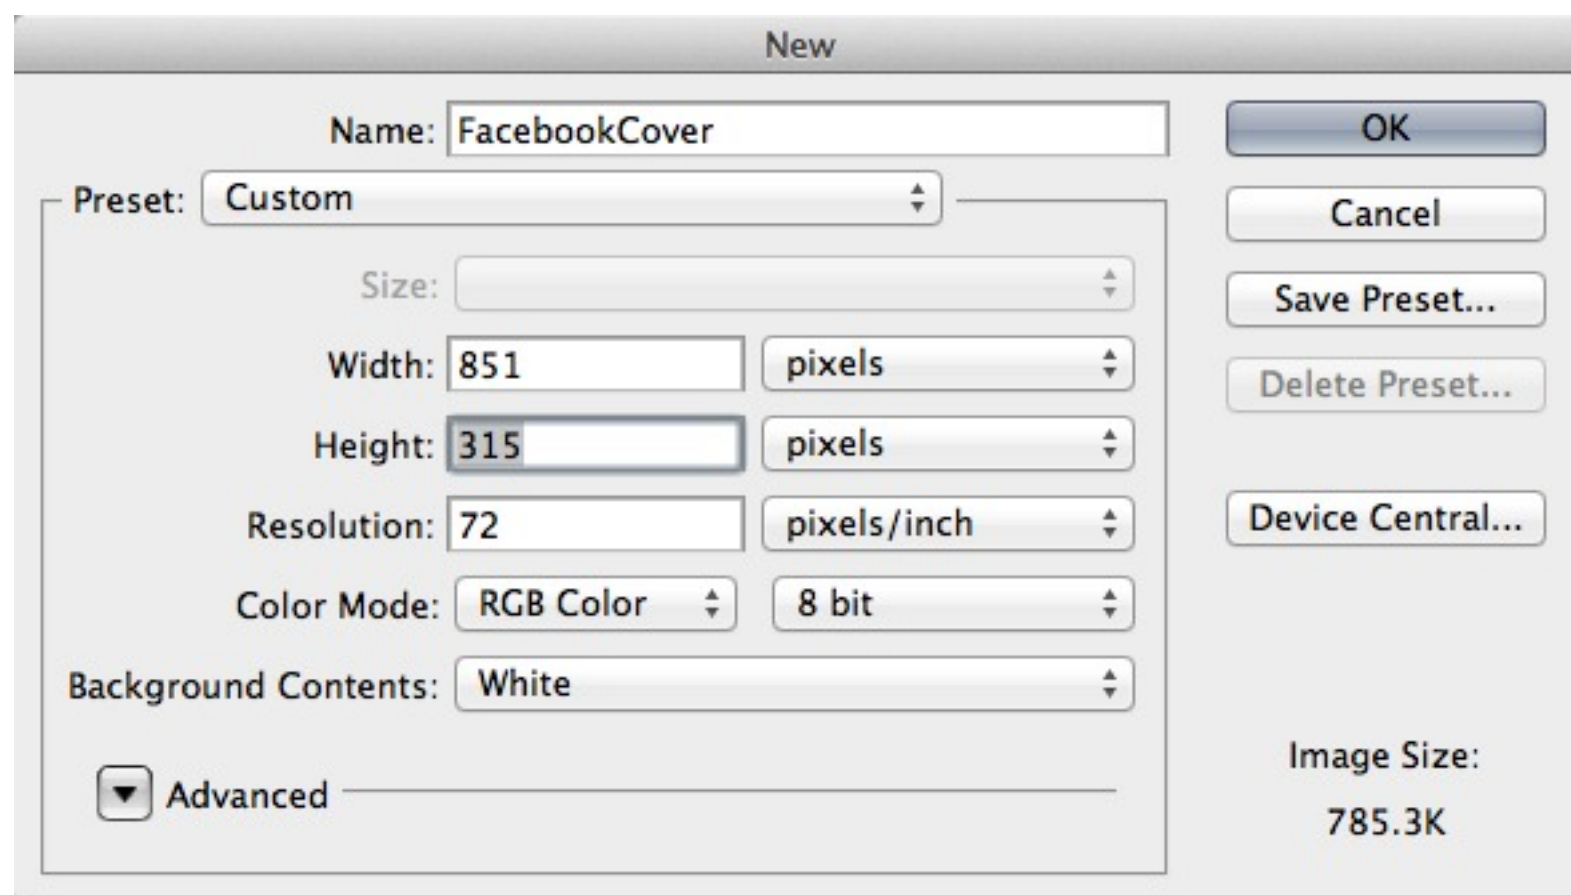 New
Name: FacebookCover
OK
Preset: Custom
Cancel
Size:
Save Preset...
Width: 851 pixels
Delete Preset...
Height: 315 pixels
Resolution: 72 pixels/inch
Device Central...
Color Mode: RGB Color 8 bit
Background Contents: White
Image Size:
Advanced
785.3K